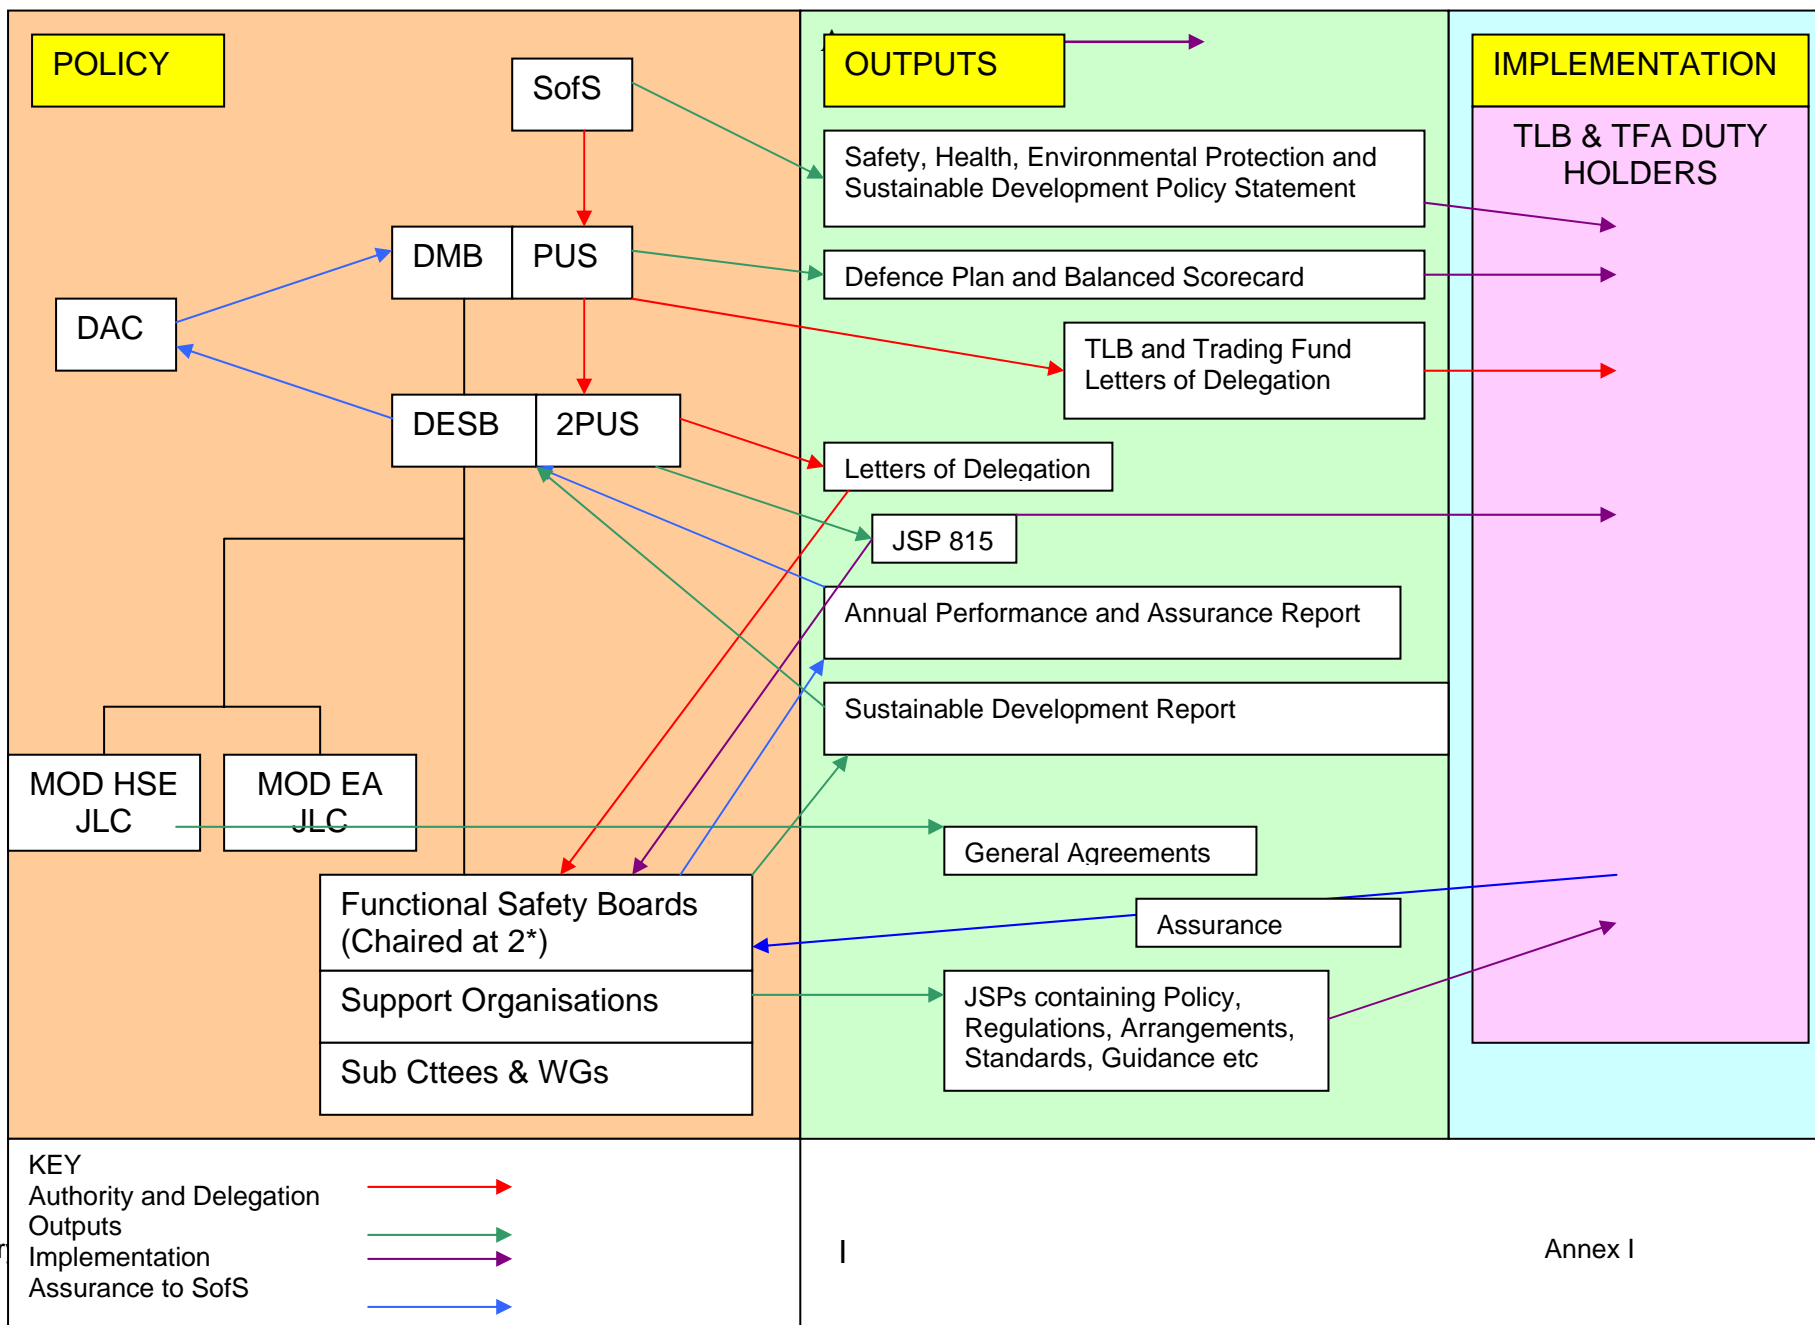 POLICY
SofS
DMB
PUS
DAC
DESB
2PUS
MOD HSE
JLC
MOD EA
JLC
Functional Safety Boards
(Chaired at 2*)
Support Organisations
Sub Cttees & WGs
OUTPUTS
Safety, Health, Environmental Protection and
Sustainable Development Policy Statement
Defence Plan and Balanced Scorecard
TLB and Trading Fund
Letters of Delegation
Letters of Delegation
JSP 815
Annual Performance and Assurance Report
Sustainable Development Report
General Agreements
Assurance
JSPs containing Policy,
Regulations, Arrangements,
Standards, Guidance etc
IMPLEMENTATION
TLB & TFA DUTY
HOLDERS
KEY
Authority and Delegation
Outputs
Implementation
Assurance to SofS
I
Annex I